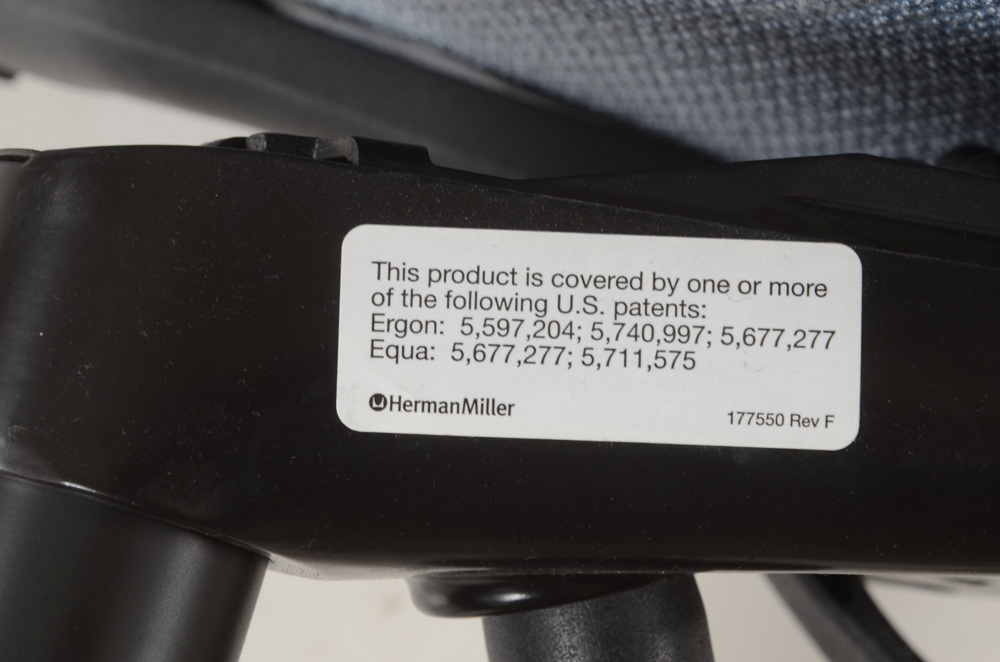 This product is covered by one or more
of the following U.S. patents:
Ergon: 5,597,204; 5,740,997; 5,677,277
Equa: 5,677,277; 5,711,575
HermanMiller
177550 Rev F